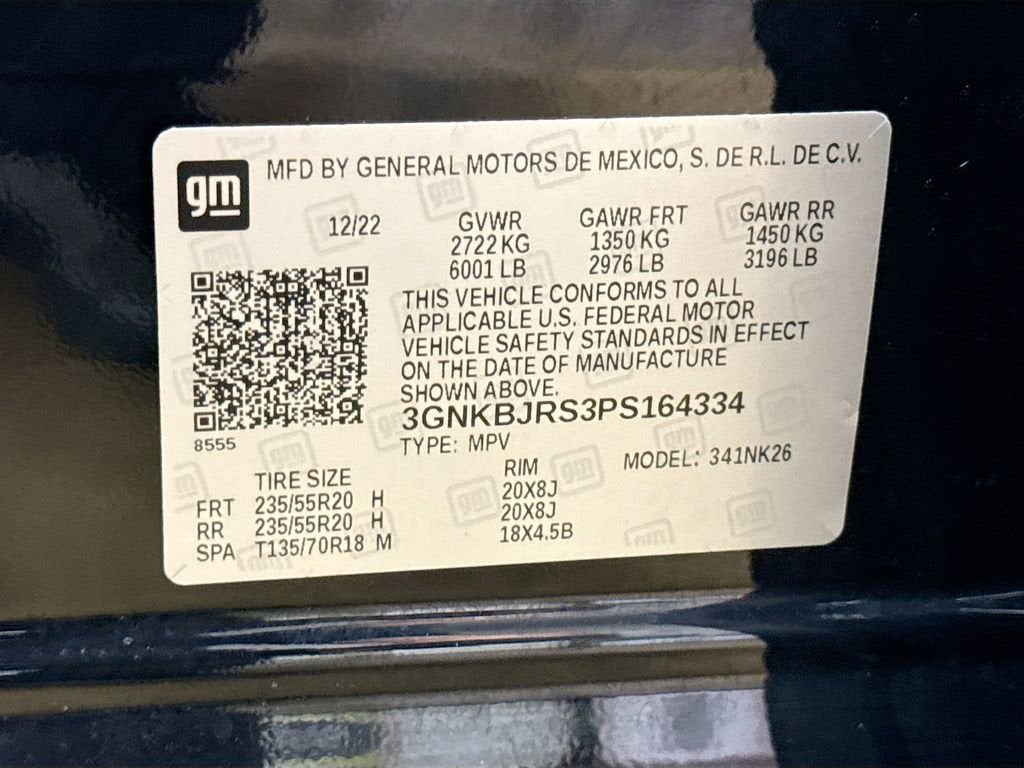 gm
MFD BY GENERAL MOTORS DE MEXICO, S. DE R.L. DE C.V.
12/22 GVWR GAWR FRT GAWR RR
2722 KG 1350 KG 1450 KG
6001 LB 2976 LB 3196 LB
THIS VEHICLE CONFORMS TO ALL
APPLICABLE U.S. FEDERAL MOTOR
VEHICLE SAFETY STANDARDS IN EFFECT
ON THE DATE OF MANUFACTURE
SHOWN ABOVE.
3GNKBJRS3PS164334
8555
TYPE: MPV MODEL: 341NK26
TIRE SIZE RIM
FRT 235/55R20 H 20X8J
RR 235/55R20 H 20X8J
SPA T135/70R18 M 18X4.5B